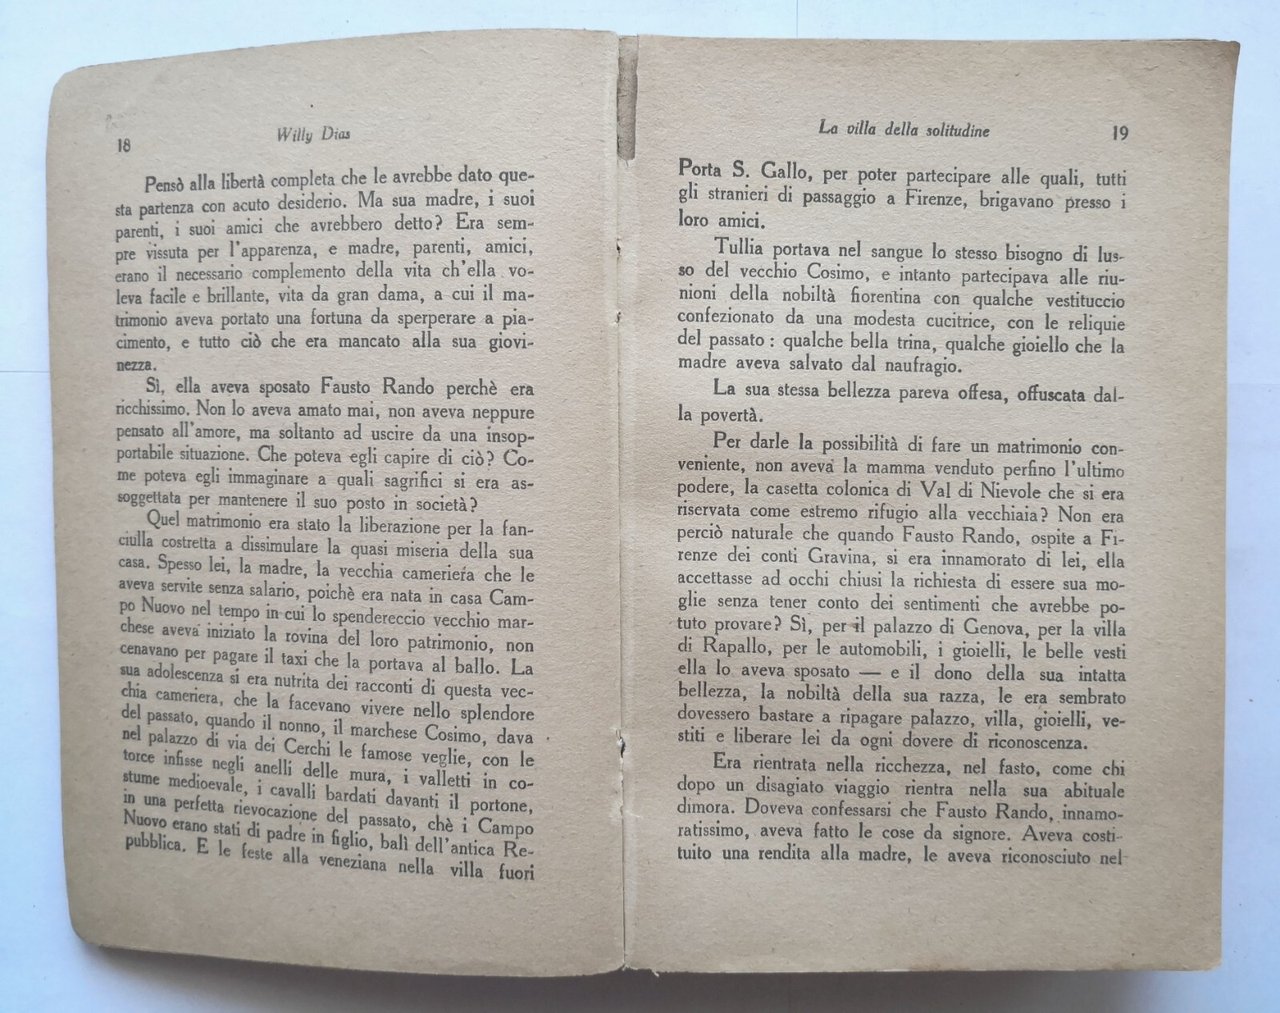 18
Willy Dias
Pensò alla libertà completa che le avrebbe dato que-
sta partenza con acuto desiderio. Ma sua madre, i suoi
parenti, i suoi amici che avrebbero detto? Era sem-
pre vissuta per l'apparenza, e madre, parenti, amici,
erano il necessario complemento della vita ch'ella vo-
leva facile e brillante, vita da gran dama, a cui il ma-
trimonio aveva portato una fortuna da sperperare a pia-
cimento, e tutto ciò che era mancato alla sua giovi-
nezza.
Sì, ella aveva sposato Fausto Rando perchè era
ricchissimo. Non lo aveva amato mai, non aveva neppure
pensato all'amore, ma soltanto ad uscire da una insop-
portabile situazione. Che poteva egli capire di ciò? Co-
me poteva egli immaginare a quali sagrifici si era as-
soggettata per mantenere il suo posto in società?
Quel matrimonio era stato la liberazione per la fan-
ciulla costretta a dissimulare la quasi miseria della sua
casa. Spesso lei, la madre, la vecchia cameriera che le
aveva servite senza salario, poichè era nata in casa Cam-
po Nuovo nel tempo in cui lo spendereccio vecchio mar-
chese aveva iniziato la rovina del loro patrimonio, non
cenavano per pagare il taxi che la portava al ballo. La
sua adolescenza si era nutrita dei racconti di questa vec-
chia cameriera, che la facevano vivere nello splendore
del passato, quando il nonno, il marchese Cosimo, dava
nel palazzo di via dei Cerchi le famose veglie, con le
torce infisse negli anelli delle mura, i valletti in co-
stume medioevale, i cavalli bardati davanti il portone,
in una perfetta rievocazione del passato, chè i Campo
Nuovo erano stati di padre in figlio, balì dell'antica Re-
pubblica. E le feste alla veneziana nella villa fuori
La villa della solitudine
19
Porta S. Gallo, per poter partecipare alle quali, tutti
gli stranieri di passaggio a Firenze, brigavano presso i
loro amici.
Tullia portava nel sangue lo stesso bisogno di lus-
so del vecchio Cosimo, e intanto partecipava alle riu-
nioni della nobiltà fiorentina con qualche vestituccio
confezionato da una modesta cucitrice, con le reliquie
del passato : qualche bella trina, qualche gioiello che la
madre aveva salvato dal naufragio.
La sua stessa bellezza pareva offesa, offuscata dal-
la povertà.
Per darle la possibilità di fare un matrimonio con-
veniente, non aveva la mamma venduto perfino l'ultimo
podere, la casetta colonica di Val di Nievole che si era
riservata come estremo rifugio alla vecchiaia? Non era
perciò naturale che quando Fausto Rando, ospite a Fi-
renze dei conti Gravina, si era innamorato di lei, ella
accettasse ad occhi chiusi la richiesta di essere sua mo-
glie senza tener conto dei sentimenti che avrebbe po-
tuto provare? Sì, per il palazzo di Genova, per la villa
di Rapallo, per le automobili, i gioielli, le belle vesti
ella lo aveva sposato — e il dono della sua intatta
bellezza, la nobiltà della sua razza, le era sembrato
dovessero bastare a ripagare palazzo, villa, gioielli, ve-
stiti e liberare lei da ogni dovere di riconoscenza.
Era rientrata nella ricchezza, nel fasto, come chi
dopo un disagiato viaggio rientra nella sua abituale
dimora. Doveva confessarsi che Fausto Rando, innamo-
ratissimo, aveva fatto le cose da signore. Aveva costi-
tuito una rendita alla madre, le aveva riconosciuto nel